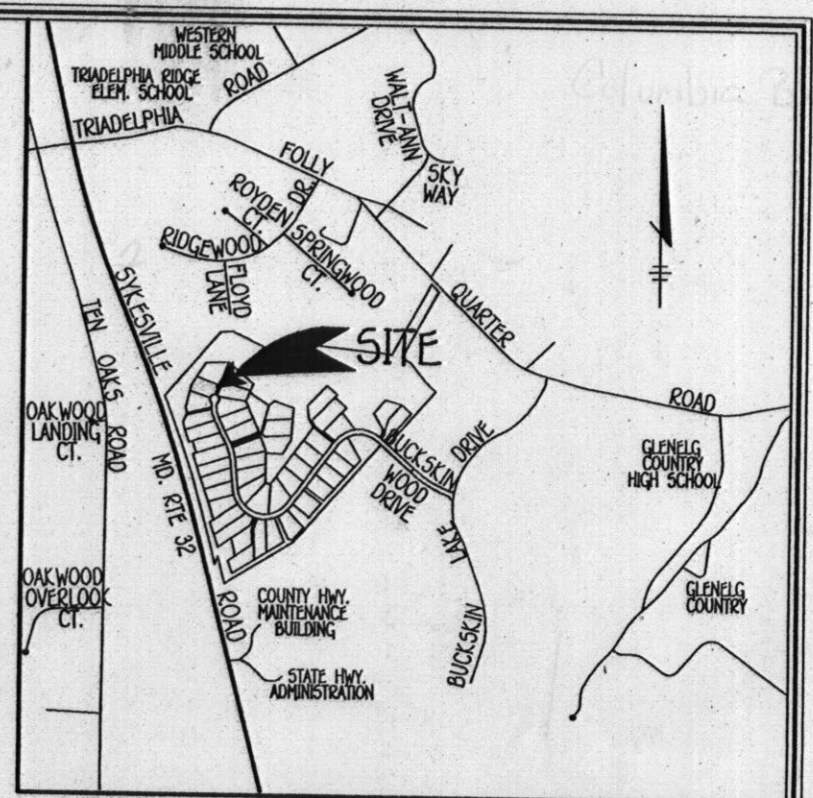 WESTERN
MIDDLE SCHOOL
TRIADELPHIA RIDGE
ELEM. SCHOOL
ROAD
TRIADELPHIA
WALT-ANN
DRIVE
SKY
WAY
FOLLY
DR.
ROYDEN
CT.
RIDGEWOOD
SPRINGWOOD
CT.
FLOYD
LANE
QUARTER
ROAD
SYKESVILLE
TEN OAKS ROAD
SITE
OAKWOOD
LANDING
CT.
MD. RTE 32
BUCKSKIN
WOOD
DRIVE
DRIVE
LAKE
BUCKSKIN
GLENELG
COUNTRY
HIGH SCHOOL
GLENELG
COUNTRY
OAKWOOD
OVERLOOK
CT.
ROAD
COUNTY HWY.
MAINTENANCE
BUILDING
STATE HWY.
ADMINISTRATION
Columbia